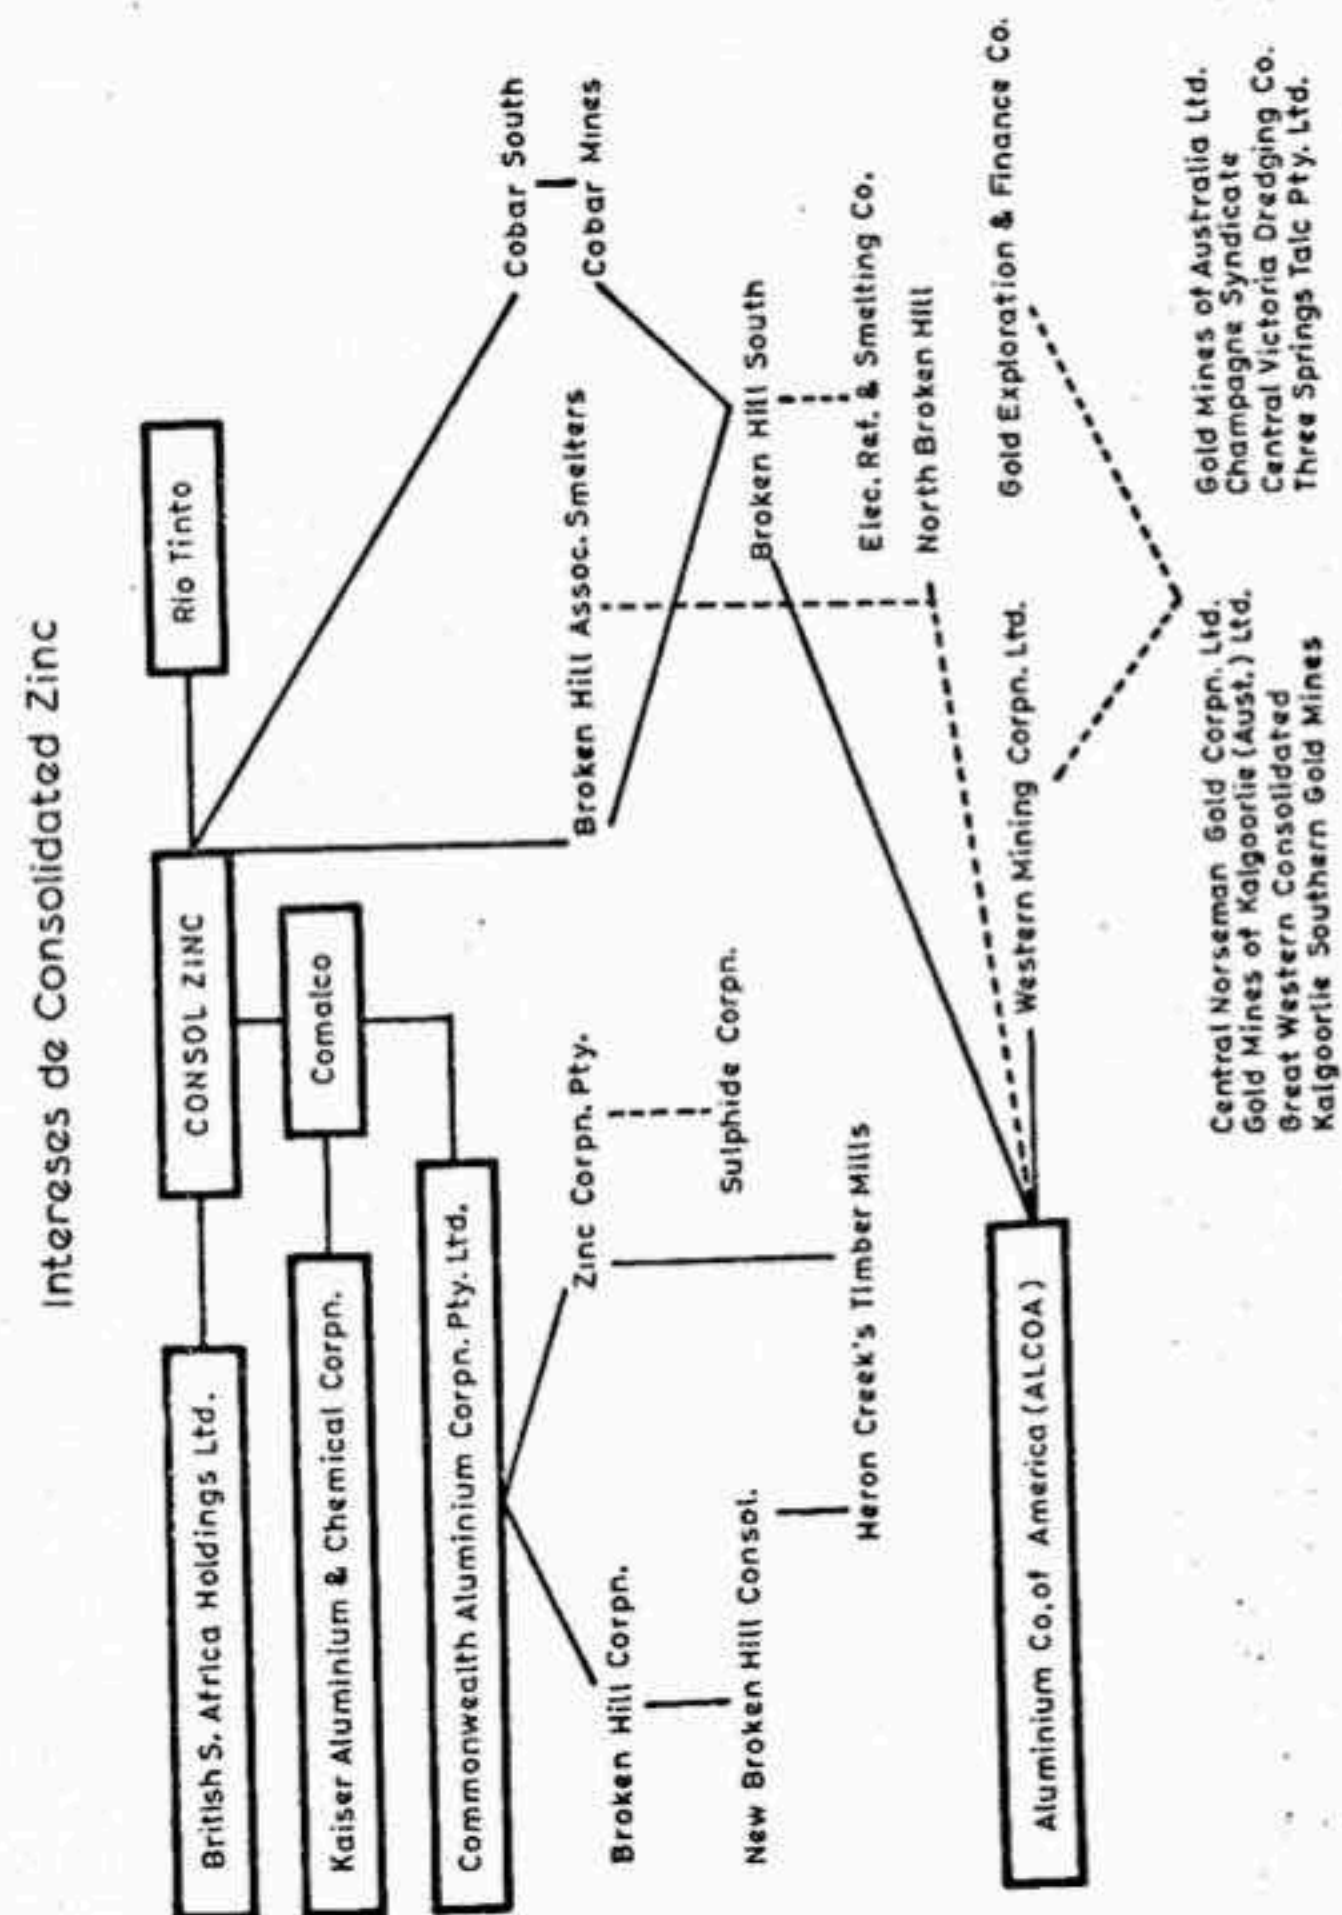 Intereses de Consolidated Zinc
British S. Africa Holdings Ltd.
CONSOL ZINC
Rio Tinto
Kaiser Aluminium & Chemical Corpn.
Comalco
Commonwealth Aluminium Corpn. Pty. Ltd.
Cobar South
Cobar Mines
Broken Hill Corpn.
Zinc Corpn. Pty.
Broken Hill Assoc. Smelters
New Broken Hill Consol.
Sulphide Corpn.
Broken Hill South
Heron Creek's Timber Mills
Elec. Ref. & Smelting Co.
North Broken Hill
Aluminium Co. of America (ALCOA)
Western Mining Corpn. Ltd.
Gold Exploration & Finance Co.
Central Norseman Gold Corpn. Ltd.
Gold Mines of Kalgoorlie (Aust.) Ltd.
Great Western Consolidated
Kalgoorlie Southern Gold Mines
Gold Mines of Australia Ltd.
Champagne Syndicate
Central Victoria Dredging Co.
Three Springs Talc Pty. Ltd.